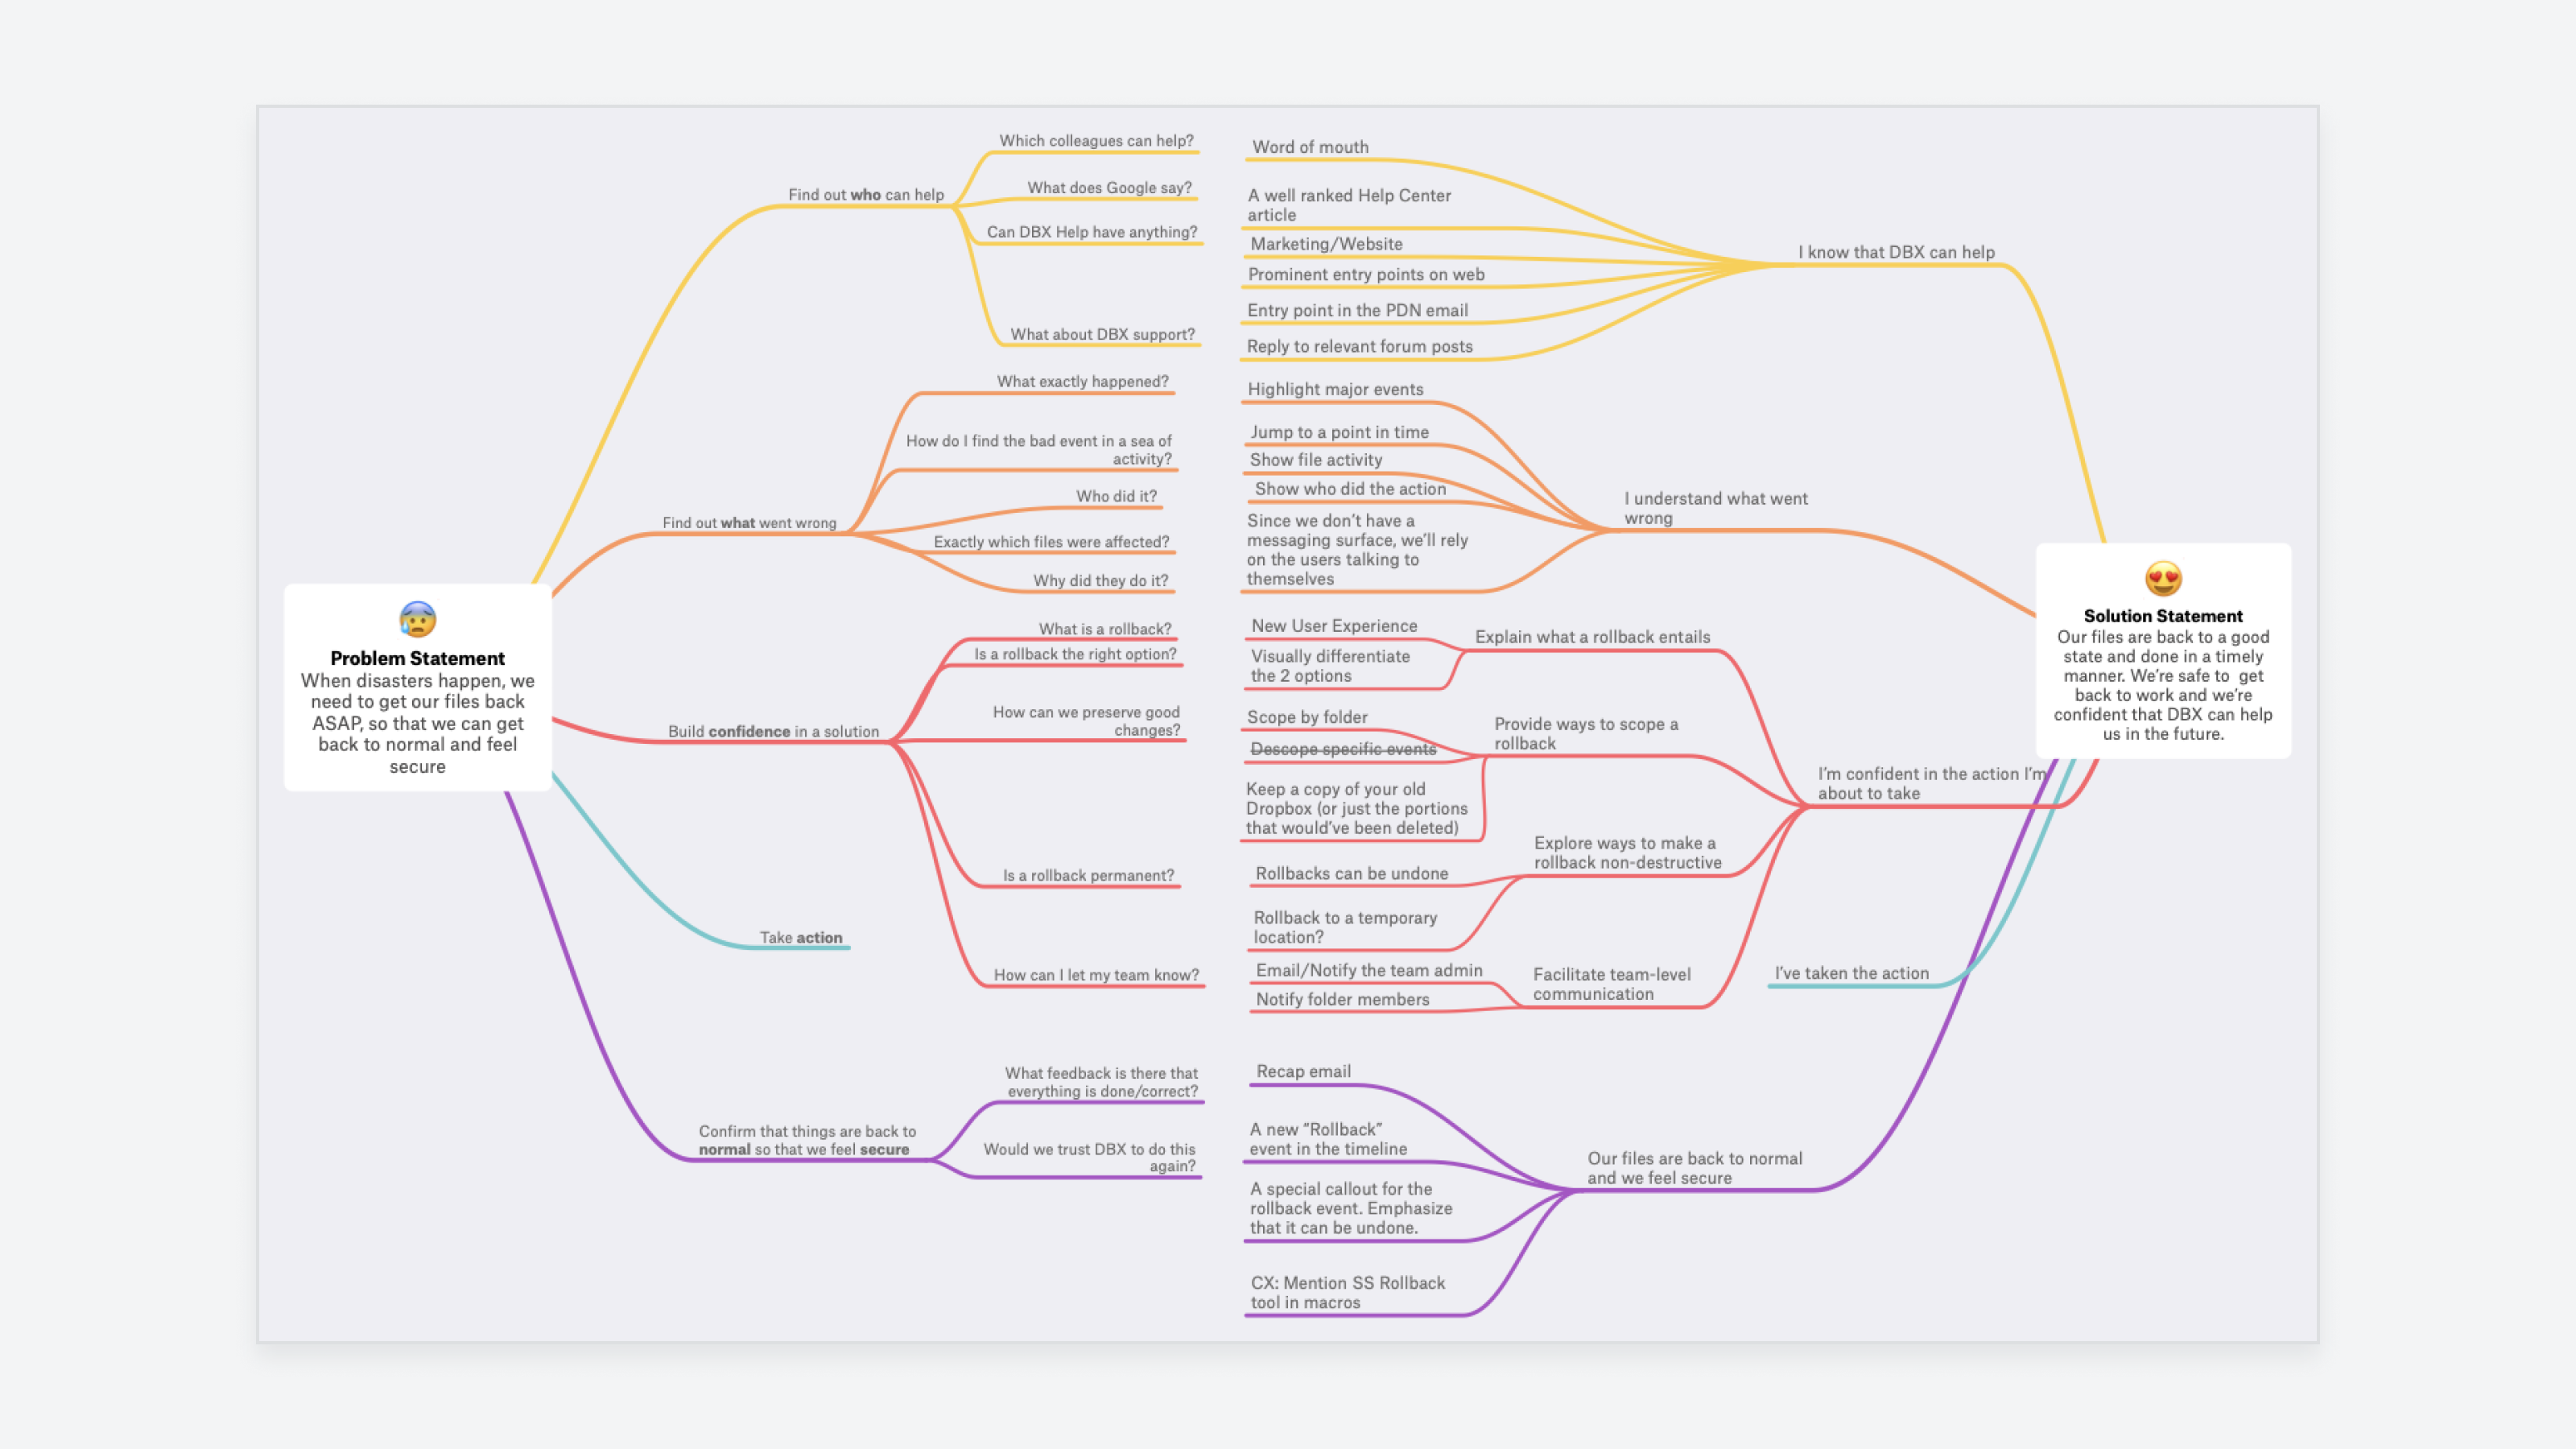 Problem Statement
When disasters happen, we
need to get our files back
ASAP, so that we can get
back to normal and feel
secure
Find out who can help
Which colleagues can help?
What does Google say?
Can DBX Help have anything?
What about DBX support?
Find out what went wrong
What exactly happened?
How do I find the bad event in a sea of
activity?
Who did it?
Exactly which files were affected?
Why did they do it?
Build confidence in a solution
What is a rollback?
Is a rollback the right option?
How can we preserve good
changes?
Is a rollback permanent?
How can I let my team know?
Take action
Confirm that things are back to
normal so that we feel secure
What feedback is there that
everything is done/correct?
Would we trust DBX to do this
again?
Word of mouth
A well ranked Help Center
article
Marketing/Website
Prominent entry points on web
Entry point in the PDN email
Reply to relevant forum posts
I know that DBX can help
Highlight major events
Jump to a point in time
Show file activity
Show who did the action
Since we don't have a
messaging surface, we'll rely
on the users talking to
themselves
I understand what went
wrong
New User Experience
Visually differentiate
the 2 options
Explain what a rollback entails
Scope by folder
Descope specific events
Keep a copy of your old
Dropbox (or just the portions
that would've been deleted)
Provide ways to scope a
rollback
Rollbacks can be undone
Rollback to a temporary
location?
Explore ways to make a
rollback non-destructive
Email/Notify the team admin
Notify folder members
Facilitate team-level
communication
I'm confident in the action I'm
about to take
I've taken the action
Recap email
A new “Rollback”
event in the timeline
A special callout for the
rollback event. Emphasize
that it can be undone.
CX: Mention SS Rollback
tool in macros
Our files are back to normal
and we feel secure
Solution Statement
Our files are back to a good
state and done in a timely
manner. We're safe to get
back to work and we're
confident that DBX can help
us in the future.